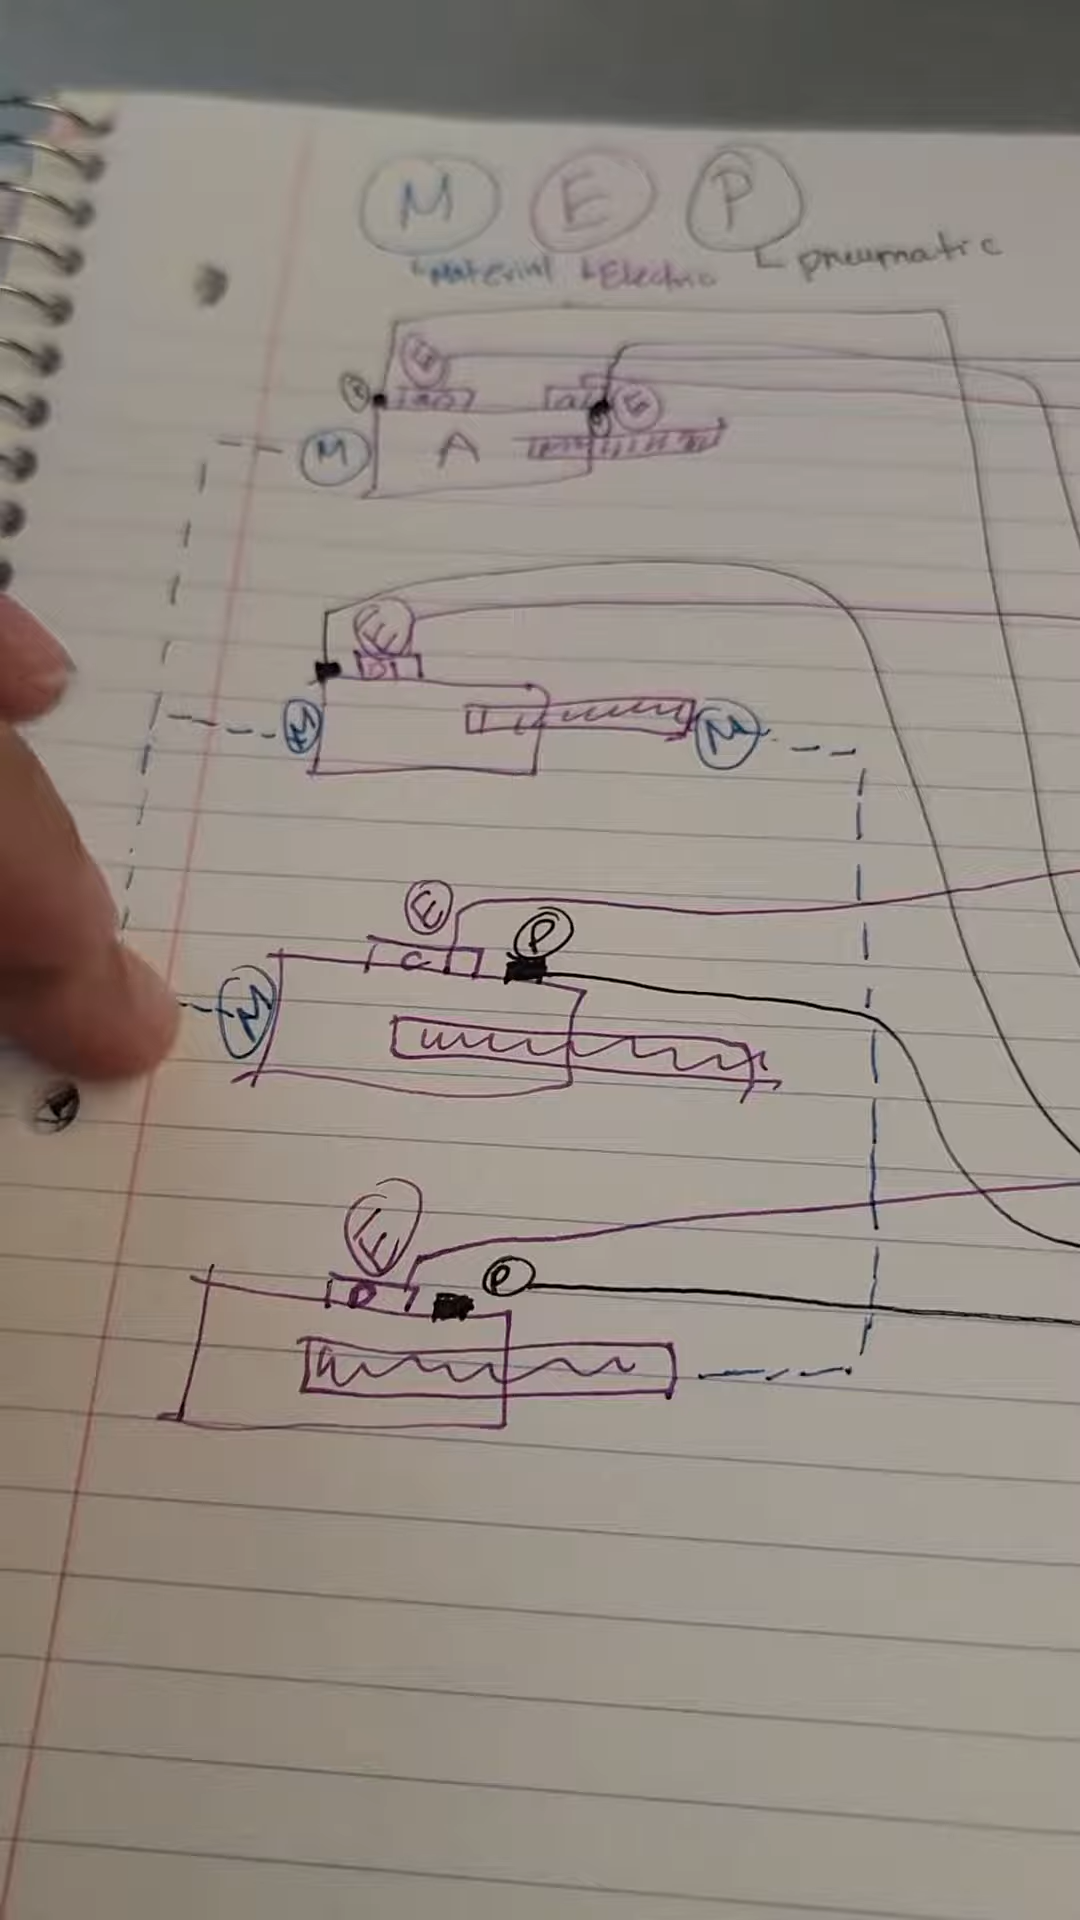 M E P
Material Electric pneumatic
E
M A E
E
M M
E P
C
M
E P
D